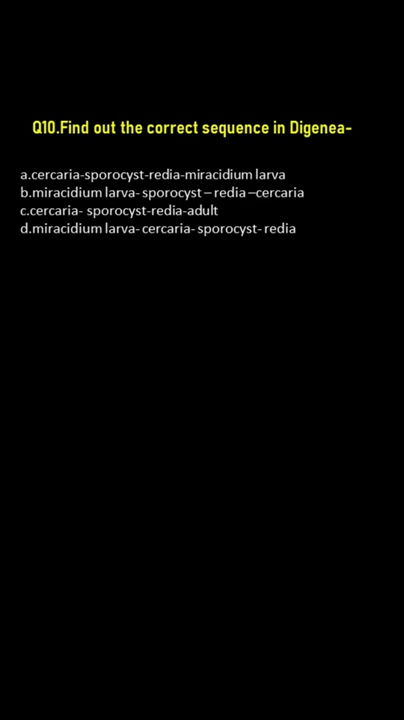 Q10.Find out the correct sequence in Digenea-
a.cercaria-sporocyst-redia-miracidium larva
b.miracidium larva- sporocyst – redia –cercaria
c.cercaria- sporocyst-redia-adult
d.miracidium larva- cercaria- sporocyst- redia